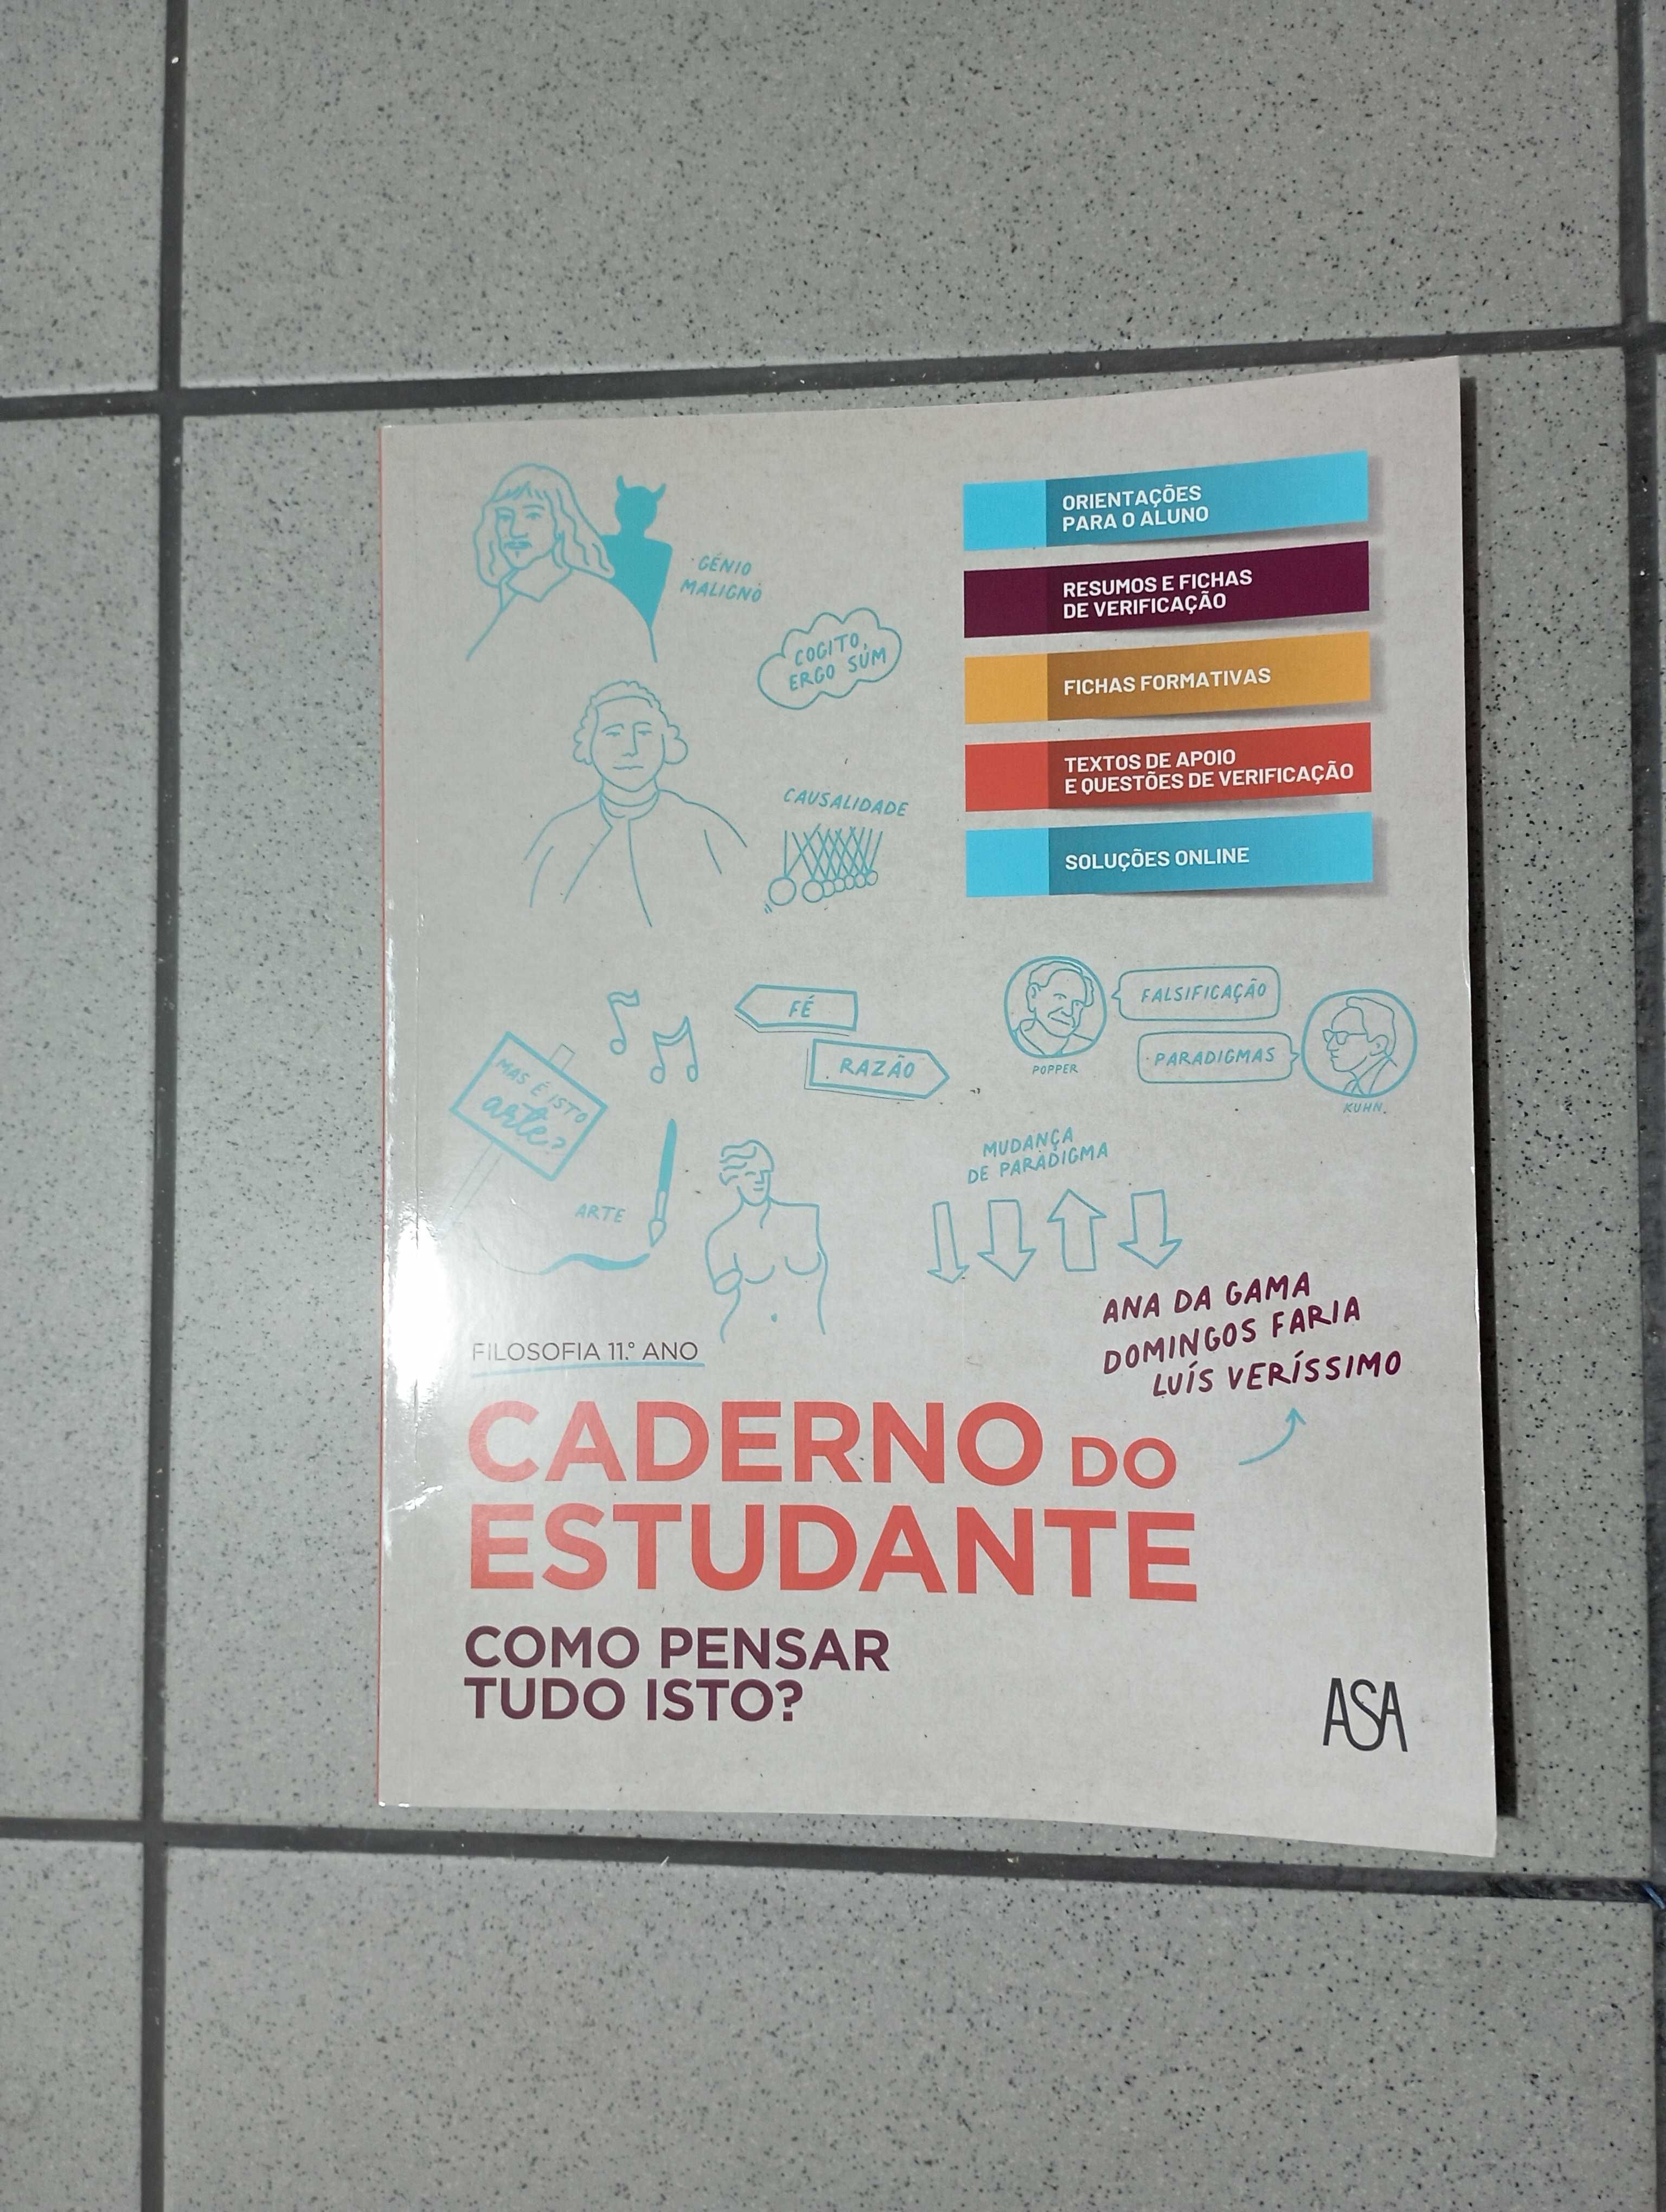 GÉNIO
MALIGNO
COGITO,
ERGO SUM
CAUSALIDADE
ORIENTAÇÕES
PARA O ALUNO
RESUMOS E FICHAS
DE VERIFICAÇÃO
FICHAS FORMATIVAS
TEXTOS DE APOIO
E QUESTÕES DE VERIFICAÇÃO
SOLUÇÕES ONLINE
FÉ
RAZÃO
FALSIFICAÇÃO
POPPER
PARADIGMAS
KUHN
MAS É ISTO
arte?
ARTE
MUDANÇA
DE PARADIGMA
ANA DA GAMA
DOMINGOS FARIA
LUÍS VERÍSSIMO
FILOSOFIA 11.º ANO
CADERNO DO
ESTUDANTE
COMO PENSAR
TUDO ISTO?
ASA